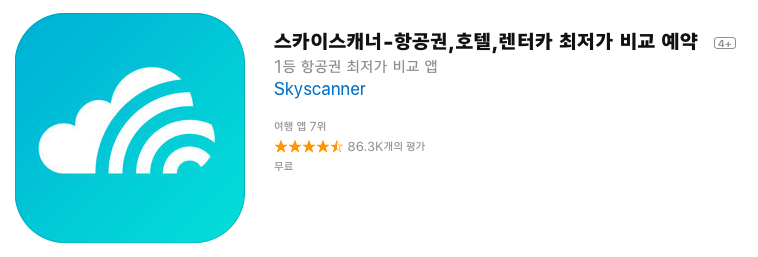 스카이스캐너-항공권,호텔,렌터카 최저가 비교 예약 4+
1등 항공권 최저가 비교 앱
Skyscanner
여행 앱 7위
86.3K개의 평가
무료